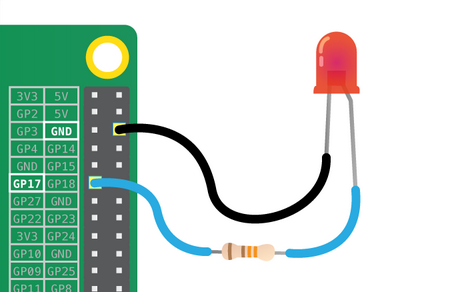 3V3 5V
GP2 5V
GP3 GND
GP4 GP14
GND GP15
GP17 GP18
GP27 GND
GP22 GP23
3V3 GP24
GP10 GND
GP09 GP25
GP11 GP8